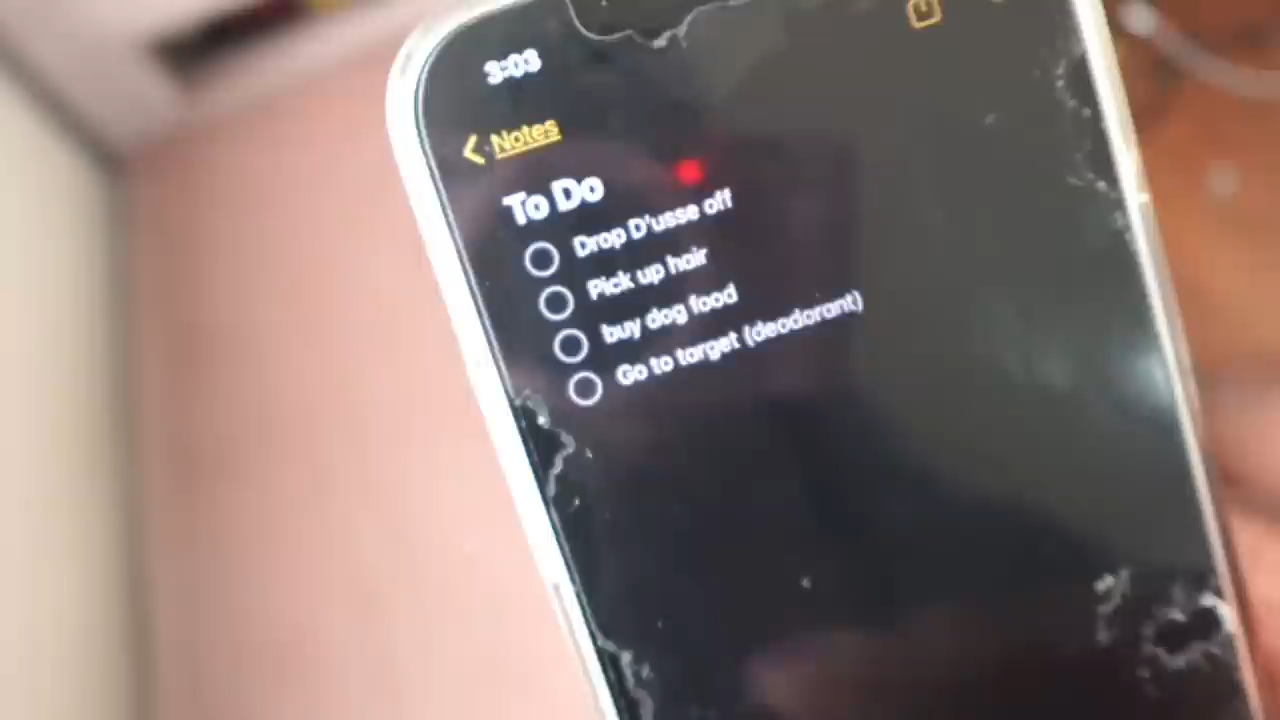 3:03
Notes
To Do
Drop D'usse off
Pick up hair
buy dog food
Go to target (deodorant)